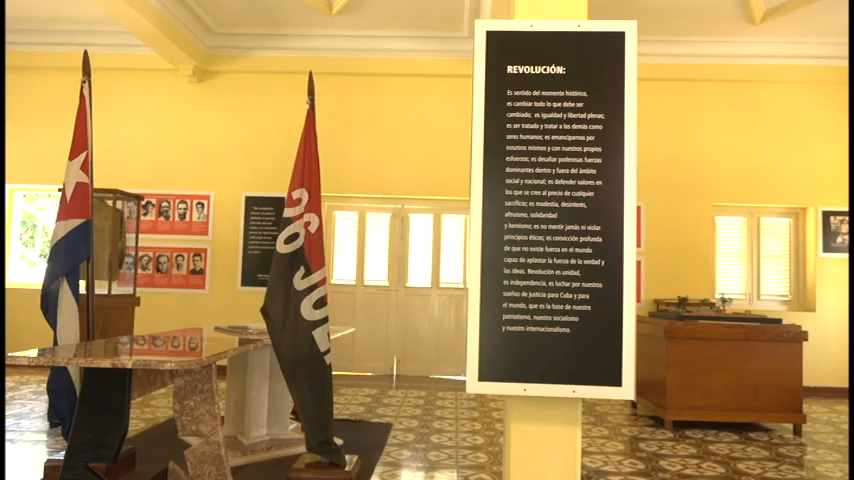 REVOLUCIÓN:
Es sentido del momento histórico,
es cambiar todo lo que debe ser
cambiado; es igualdad y libertad plenas;
es ser tratado y tratar a los demás como
seres humanos; es emanciparnos por
nosotros mismos y con nuestros propios
esfuerzos; es desafiar poderosas fuerzas
dominantes dentro y fuera del ámbito
social y nacional; es defender valores en
los que se cree al precio de cualquier
sacrificio; es modestia, desinterés,
altruismo, solidaridad
y heroismo; es no mentir jamás ni violar
principios éticos; es convicción profunda
de que no existe fuerza en el mundo
capaz de aplastar la fuerza de la verdad y
las ideas. Revolución es unidad,
es independencia, es luchar por nuestros
sueños de justicia para Cuba y para
el mundo, que es la base de nuestro
patriotismo, nuestro socialismo
y nuestro internacionalismo.
26 JUL